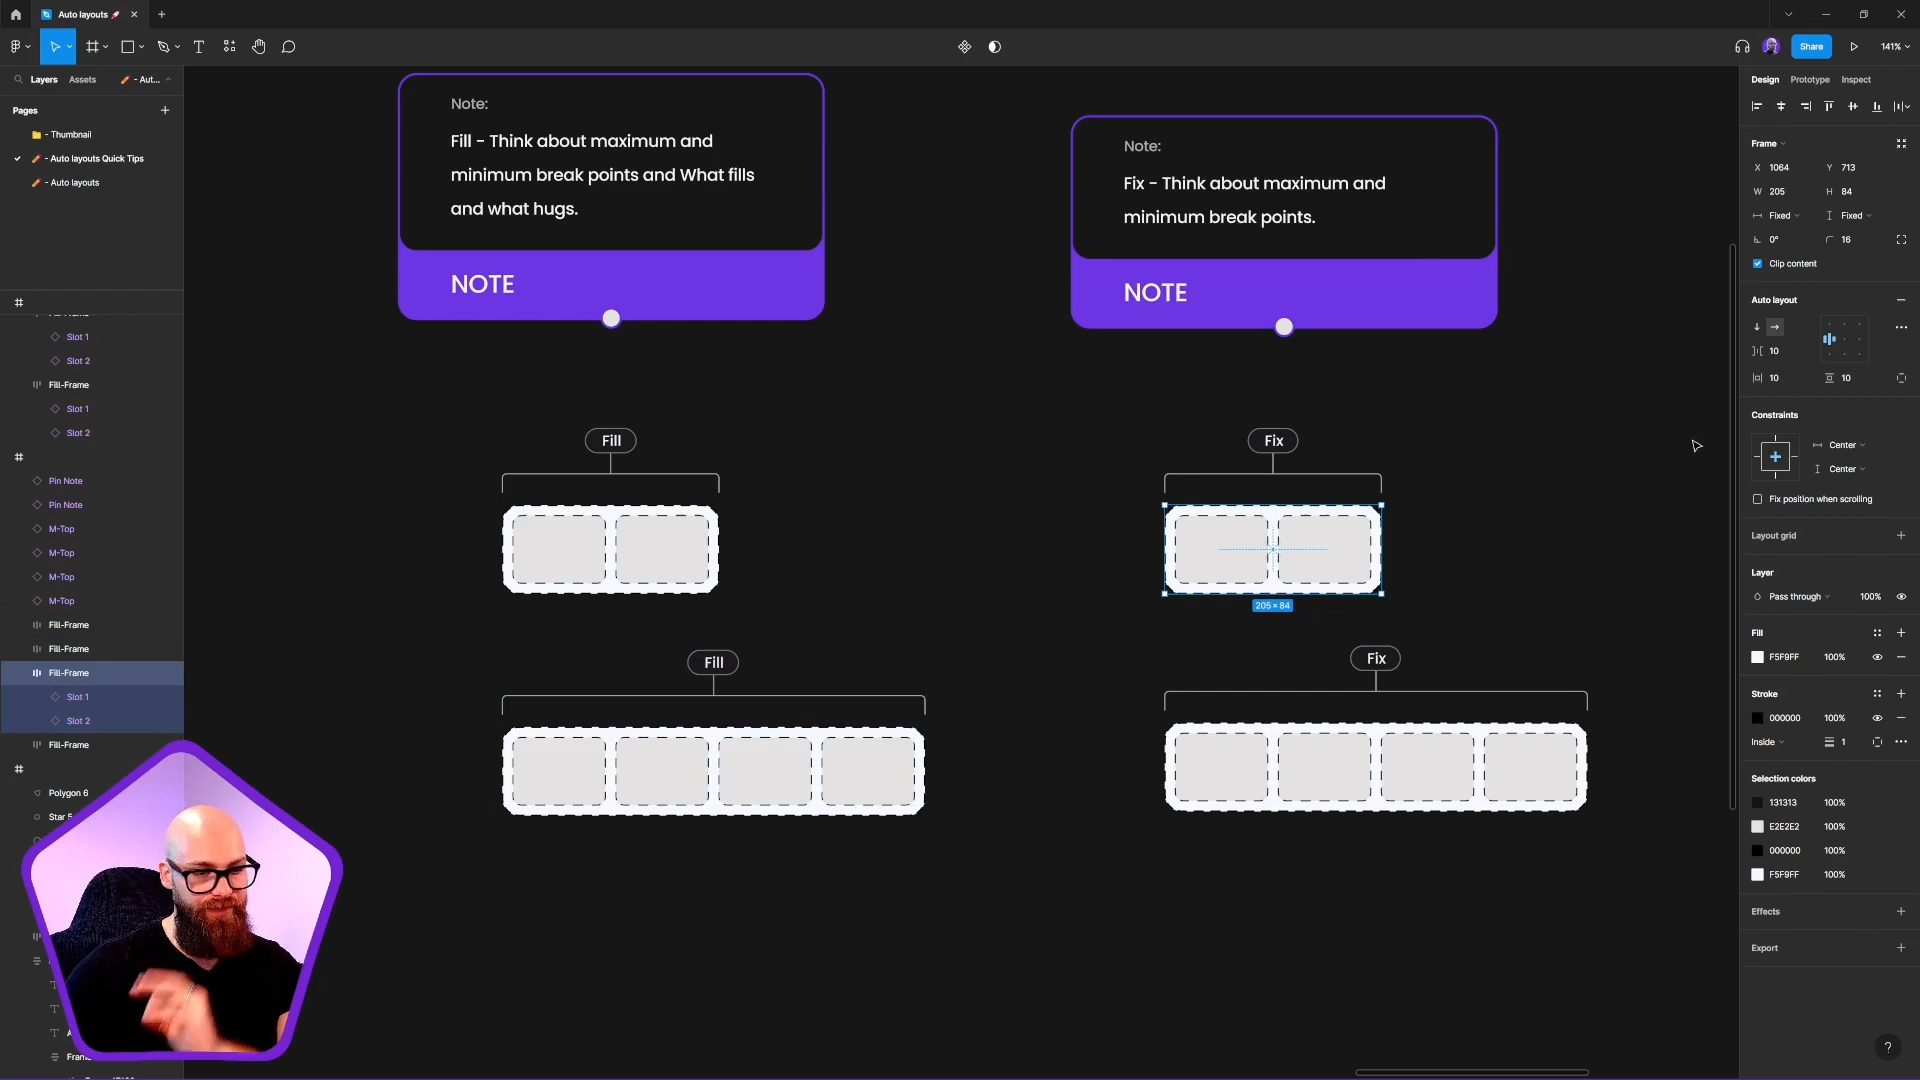 Auto layouts
141%
Share
Layers
Assets
- Aut...
Pages
- Thumbnail
- Auto layouts Quick Tips
- Auto layouts
Slot 1
Slot 2
Fill-Frame
Slot 1
Slot 2
Pin Note
Pin Note
M-Top
M-Top
M-Top
M-Top
Fill-Frame
Fill-Frame
Fill-Frame
Slot 1
Slot 2
Fill-Frame
Polygon 6
Star 5
Note:
Fill - Think about maximum and
minimum break points and What fills
and what hugs.
NOTE
Note:
Fix - Think about maximum and
minimum break points.
NOTE
Fill
Fix
205 × 84
Fill
Fix
Design
Prototype
Inspect
Frame
X 1064
Y 713
W 205
H 84
Fixed
Fixed
0°
16
Clip content
Auto layout
10
10
10
Constraints
Center
Center
Fix position when scrolling
Layout grid
Layer
Pass through
100%
Fill
F5F9FF
100%
Stroke
000000
100%
Inside
1
Selection colors
131313
100%
E2E2E2
100%
000000
100%
F5F9FF
100%
Effects
Export
?